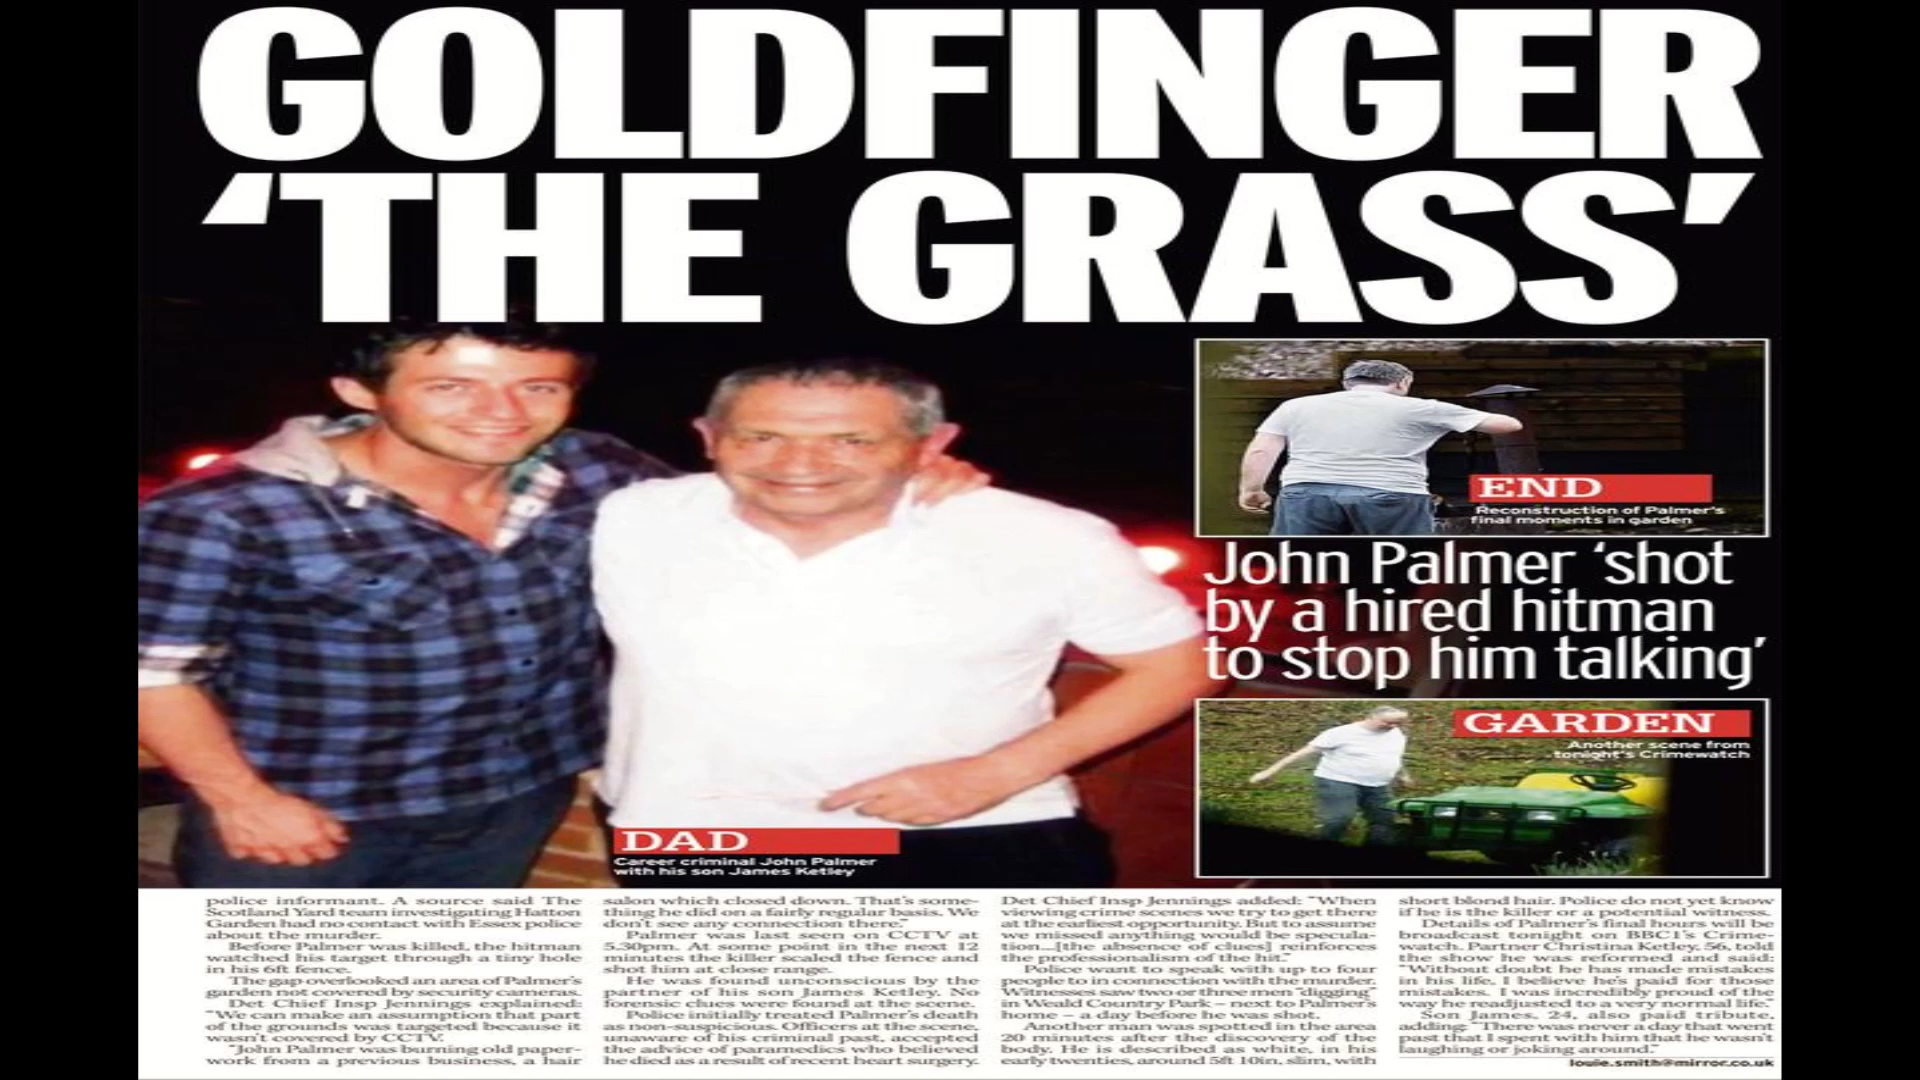 GOLDFINGER
‘THE GRASS’
END
Reconstruction of Palmer's
final moments in garden
John Palmer ‘shot
by a hired hitman
to stop him talking’
GARDEN
Another scene from
tonight's Crimewatch
DAD
Career criminal John Palmer
with his son James Ketley
police informant. A source said The
Scotland Yard team investigating Hatton
Garden had no contact with Essex police
about the murder.
Before Palmer was killed, the hitman
watched his target through a tiny hole
in his 6ft fence.
The gap overlooked an area of Palmer's
garden not covered by security cameras.
Det Chief Insp Jennings explained:
"We can make an assumption that part
of the grounds was targeted because it
wasn't covered by CCTV.
"John Palmer was burning old paper-
work from a previous business, a hair
salon which closed down. That's some-
thing he did on a fairly regular basis. We
don't see any connection there."
Palmer was last seen on CCTV at
5.30pm. At some point in the next 12
minutes the killer scaled the fence and
shot him at close range.
He was found unconscious by the
partner of his son James Ketley. No
forensic clues were found at the scene.
Police initially treated Palmer's death
as non-suspicious. Officers at the scene,
unaware of his criminal past, accepted
the advice of paramedics who believed
he died as a result of recent heart surgery.
Det Chief Insp Jennings added: "When
viewing crime scenes we try to get there
at the earliest opportunity. But to assume
we missed anything would be specula-
tion...[the absence of clues] reinforces
the professionalism of the hit."
Police want to speak with up to four
people to in connection with the murder.
Witnesses saw two or three men "digging"
in Weald Country Park – next to Palmer's
home – a day before he was shot.
Another man was spotted in the area
20 minutes after the discovery of the
body. He is described as white, in his
early twenties, around 5ft 10in, slim, with
short blond hair. Police do not yet know
if he is the killer or a potential witness.
Details of Palmer's final hours will be
broadcast tonight on BBC1's Crime-
watch. Partner Christina Ketley, 56, told
the show he was reformed and said:
"Without doubt he has made mistakes
in his life, I believe he's paid for those
mistakes. I was incredibly proud of the
way he readjusted to a very normal life."
Son James, 24, also paid tribute,
adding: "There was never a day that went
past that I spent with him that he wasn't
laughing or joking around."
louie.smith@mirror.co.uk